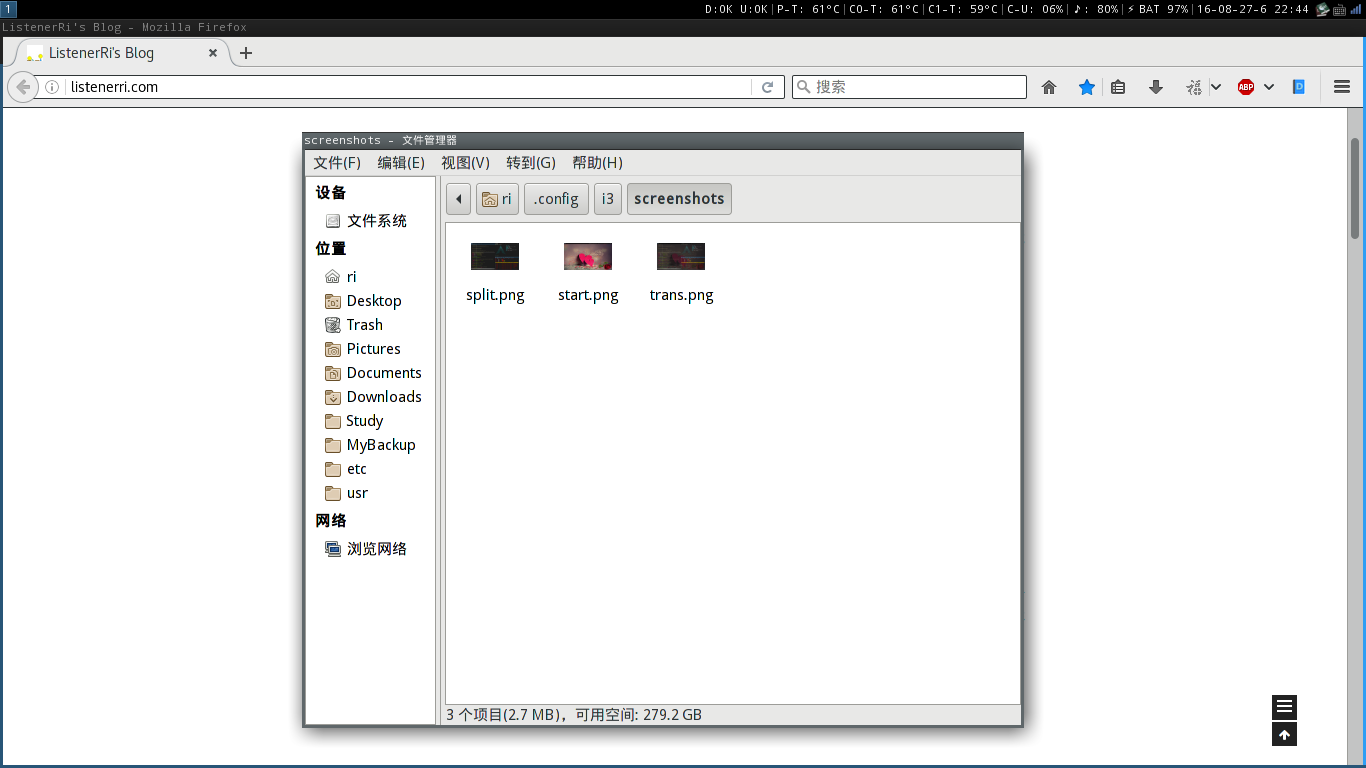 1
D:OK U:OK|P-T: 61°C|C0-T: 61°C|C1-T: 59°C|C-U: 06%|♪: 80%|⚡BAT 97%|16-08-27-6 22:44
ListenerRi's Blog - Mozilla Firefox
ListenerRi's Blog
listenerri.com
搜索
ABP
screenshots - 文件管理器
文件(F) 编辑(E) 视图(V) 转到(G) 帮助(H)
ri
.config
i3
screenshots
设备
文件系统
位置
ri
Desktop
Trash
Pictures
Documents
Downloads
Study
MyBackup
etc
usr
网络
浏览网络
split.png
start.png
trans.png
3 个项目(2.7 MB)，可用空间: 279.2 GB